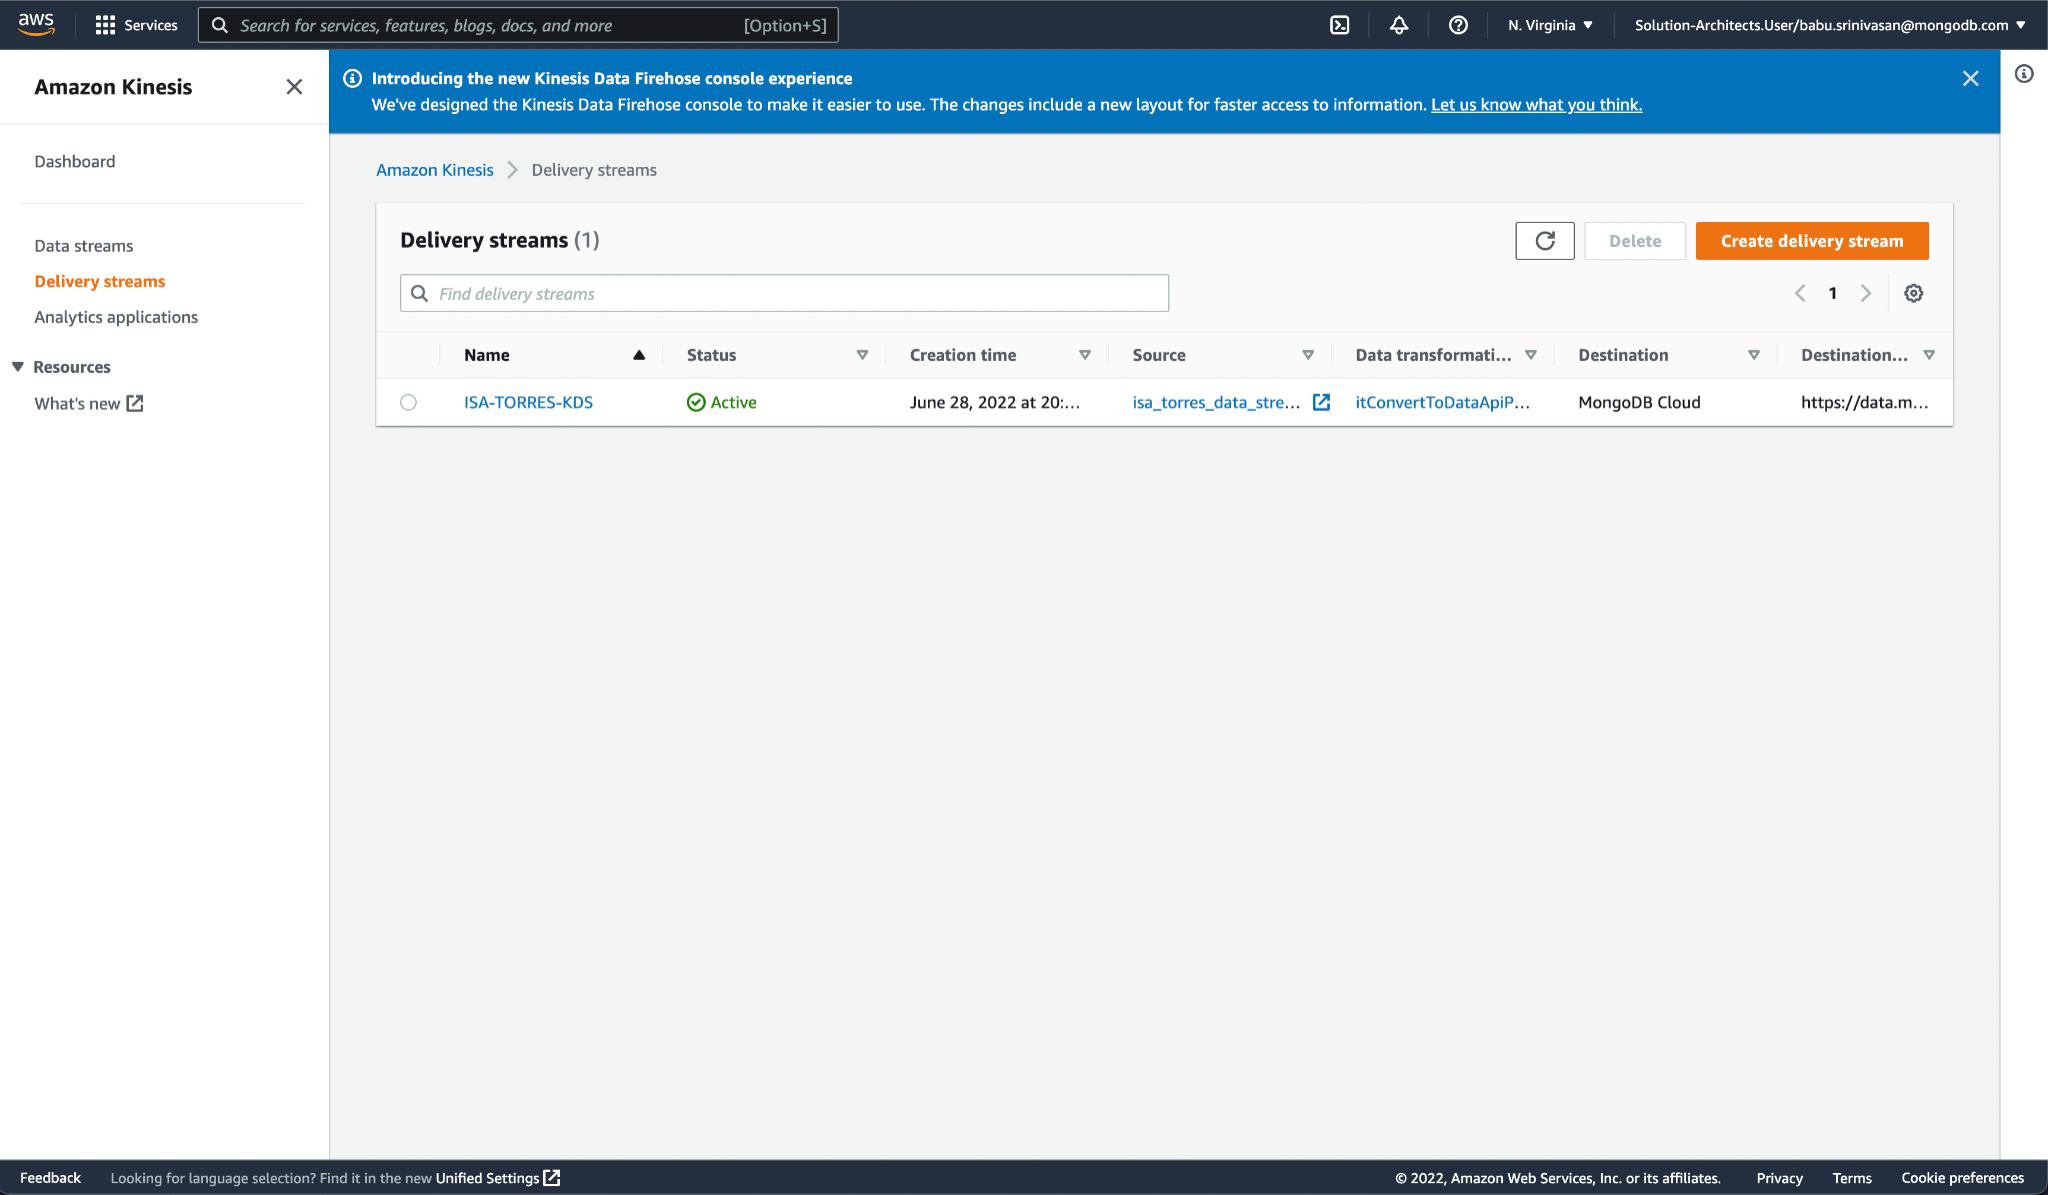 aws Services Search for services, features, blogs, docs, and more [Option+S] N. Virginia Solution-Architects.User/babu.srinivasan@mongodb.com
Amazon Kinesis
Dashboard
Data streams
Delivery streams
Analytics applications
Resources
What's new
Introducing the new Kinesis Data Firehose console experience
We've designed the Kinesis Data Firehose console to make it easier to use. The changes include a new layout for faster access to information. Let us know what you think.
Amazon Kinesis Delivery streams
Delivery streams (1) Delete Create delivery stream
Find delivery streams 1
Name Status Creation time Source Data transformati... Destination Destination...
ISA-TORRES-KDS Active June 28, 2022 at 20:... isa_torres_data_stre... itConvertToDataApiP... MongoDB Cloud https://data.m...
Feedback Looking for language selection? Find it in the new Unified Settings © 2022, Amazon Web Services, Inc. or its affiliates. Privacy Terms Cookie preferences